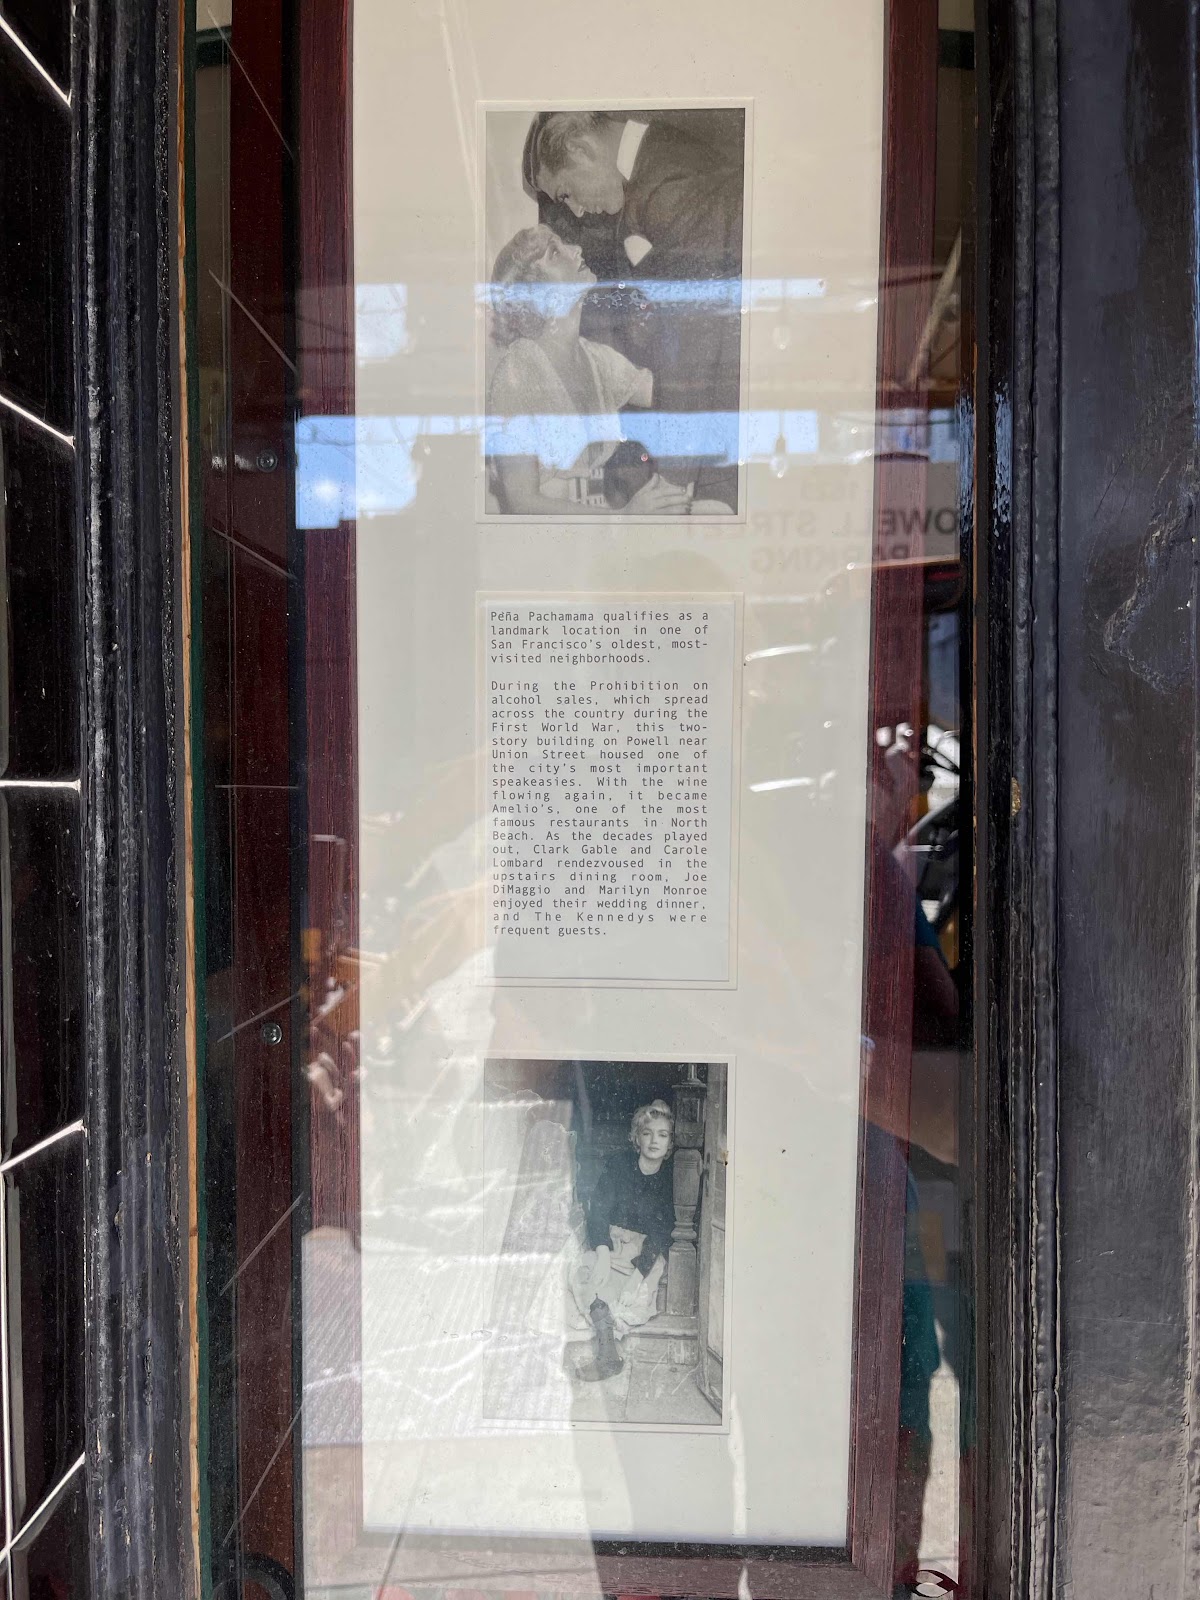 Peña Pachamama qualifies as a
landmark location in one of
San Francisco's oldest, most-
visited neighborhoods.
During the Prohibition on
alcohol sales, which spread
across the country during the
First World War, this two-
story building on Powell near
Union Street housed one of
the city's most important
speakeasies. With the wine
flowing again, it became
Amelio's, one of the most
famous restaurants in North
Beach. As the decades played
out, Clark Gable and Carole
Lombard rendezvoused in the
upstairs dining room, Joe
DiMaggio and Marilyn Monroe
enjoyed their wedding dinner,
and The Kennedys were
frequent guests.
OWELL STREET
PARKING